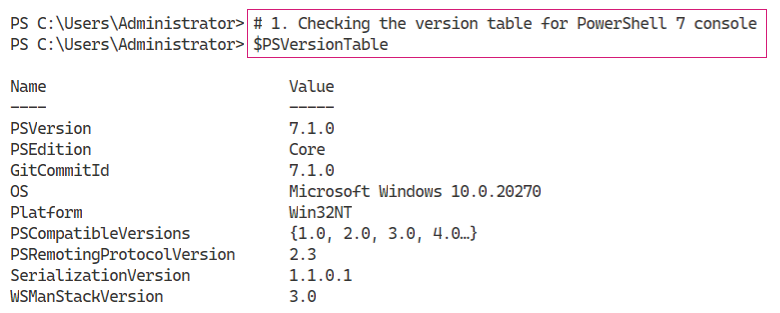 PS C:\Users\Administrator> # 1. Checking the version table for PowerShell 7 console
PS C:\Users\Administrator> $PSVersionTable
Name Value
---- -----
PSVersion 7.1.0
PSEdition Core
GitCommitId 7.1.0
OS Microsoft Windows 10.0.20270
Platform Win32NT
PSCompatibleVersions {1.0, 2.0, 3.0, 4.0…}
PSRemotingProtocolVersion 2.3
SerializationVersion 1.1.0.1
WSManStackVersion 3.0